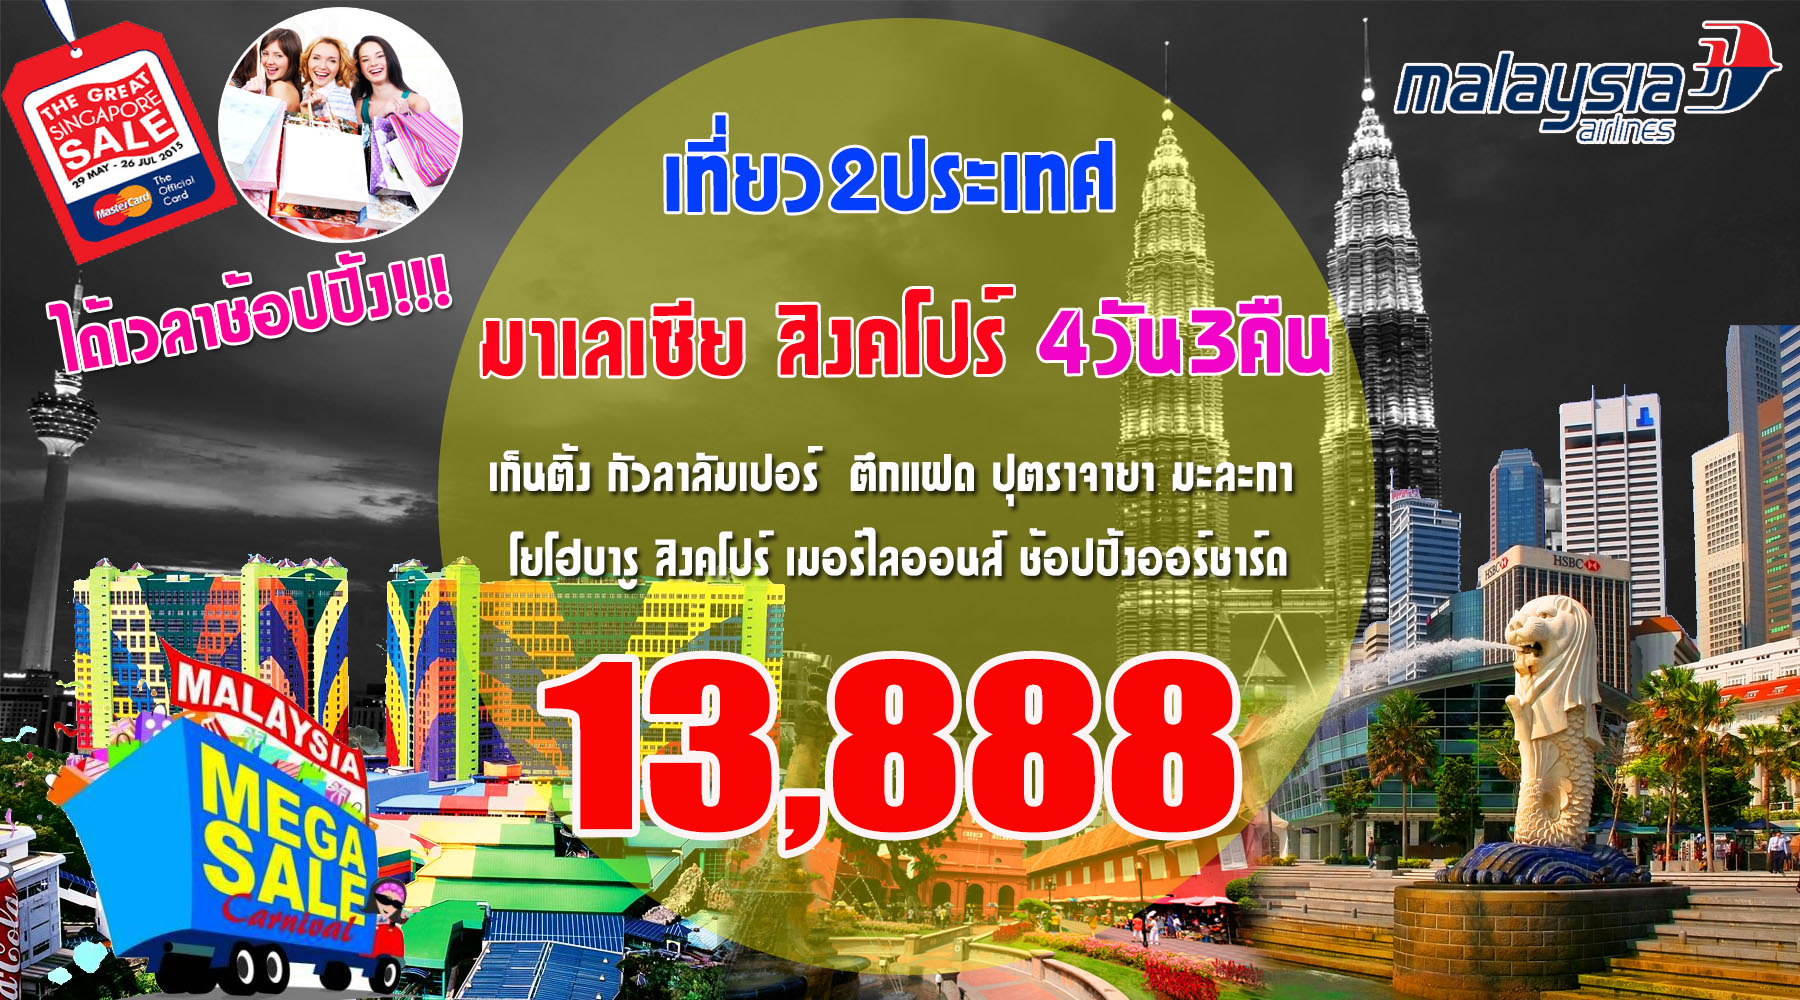 THE GREAT
SINGAPORE
SALE
29 MAY - 26 JUL 2015
MasterCard
The
Official
Card
malaysia
airlines
ได้เวลาช้อปปิ้ง!!!
เที่ยว2ประเทศ
มาเลเซีย สิงคโปร์ 4วัน3คืน
เก็นติ้ง กัวลาลัมเปอร์ ตึกแฝด ปุตราจายา มะละกา
โยโฮบารู สิงคโปร์ เมอร์ไลออนส์ ช้อปปิ้งออร์ชาร์ด
13,888
HSBC
HSBC
MALAYSIA
MEGA
SALE
Carnival